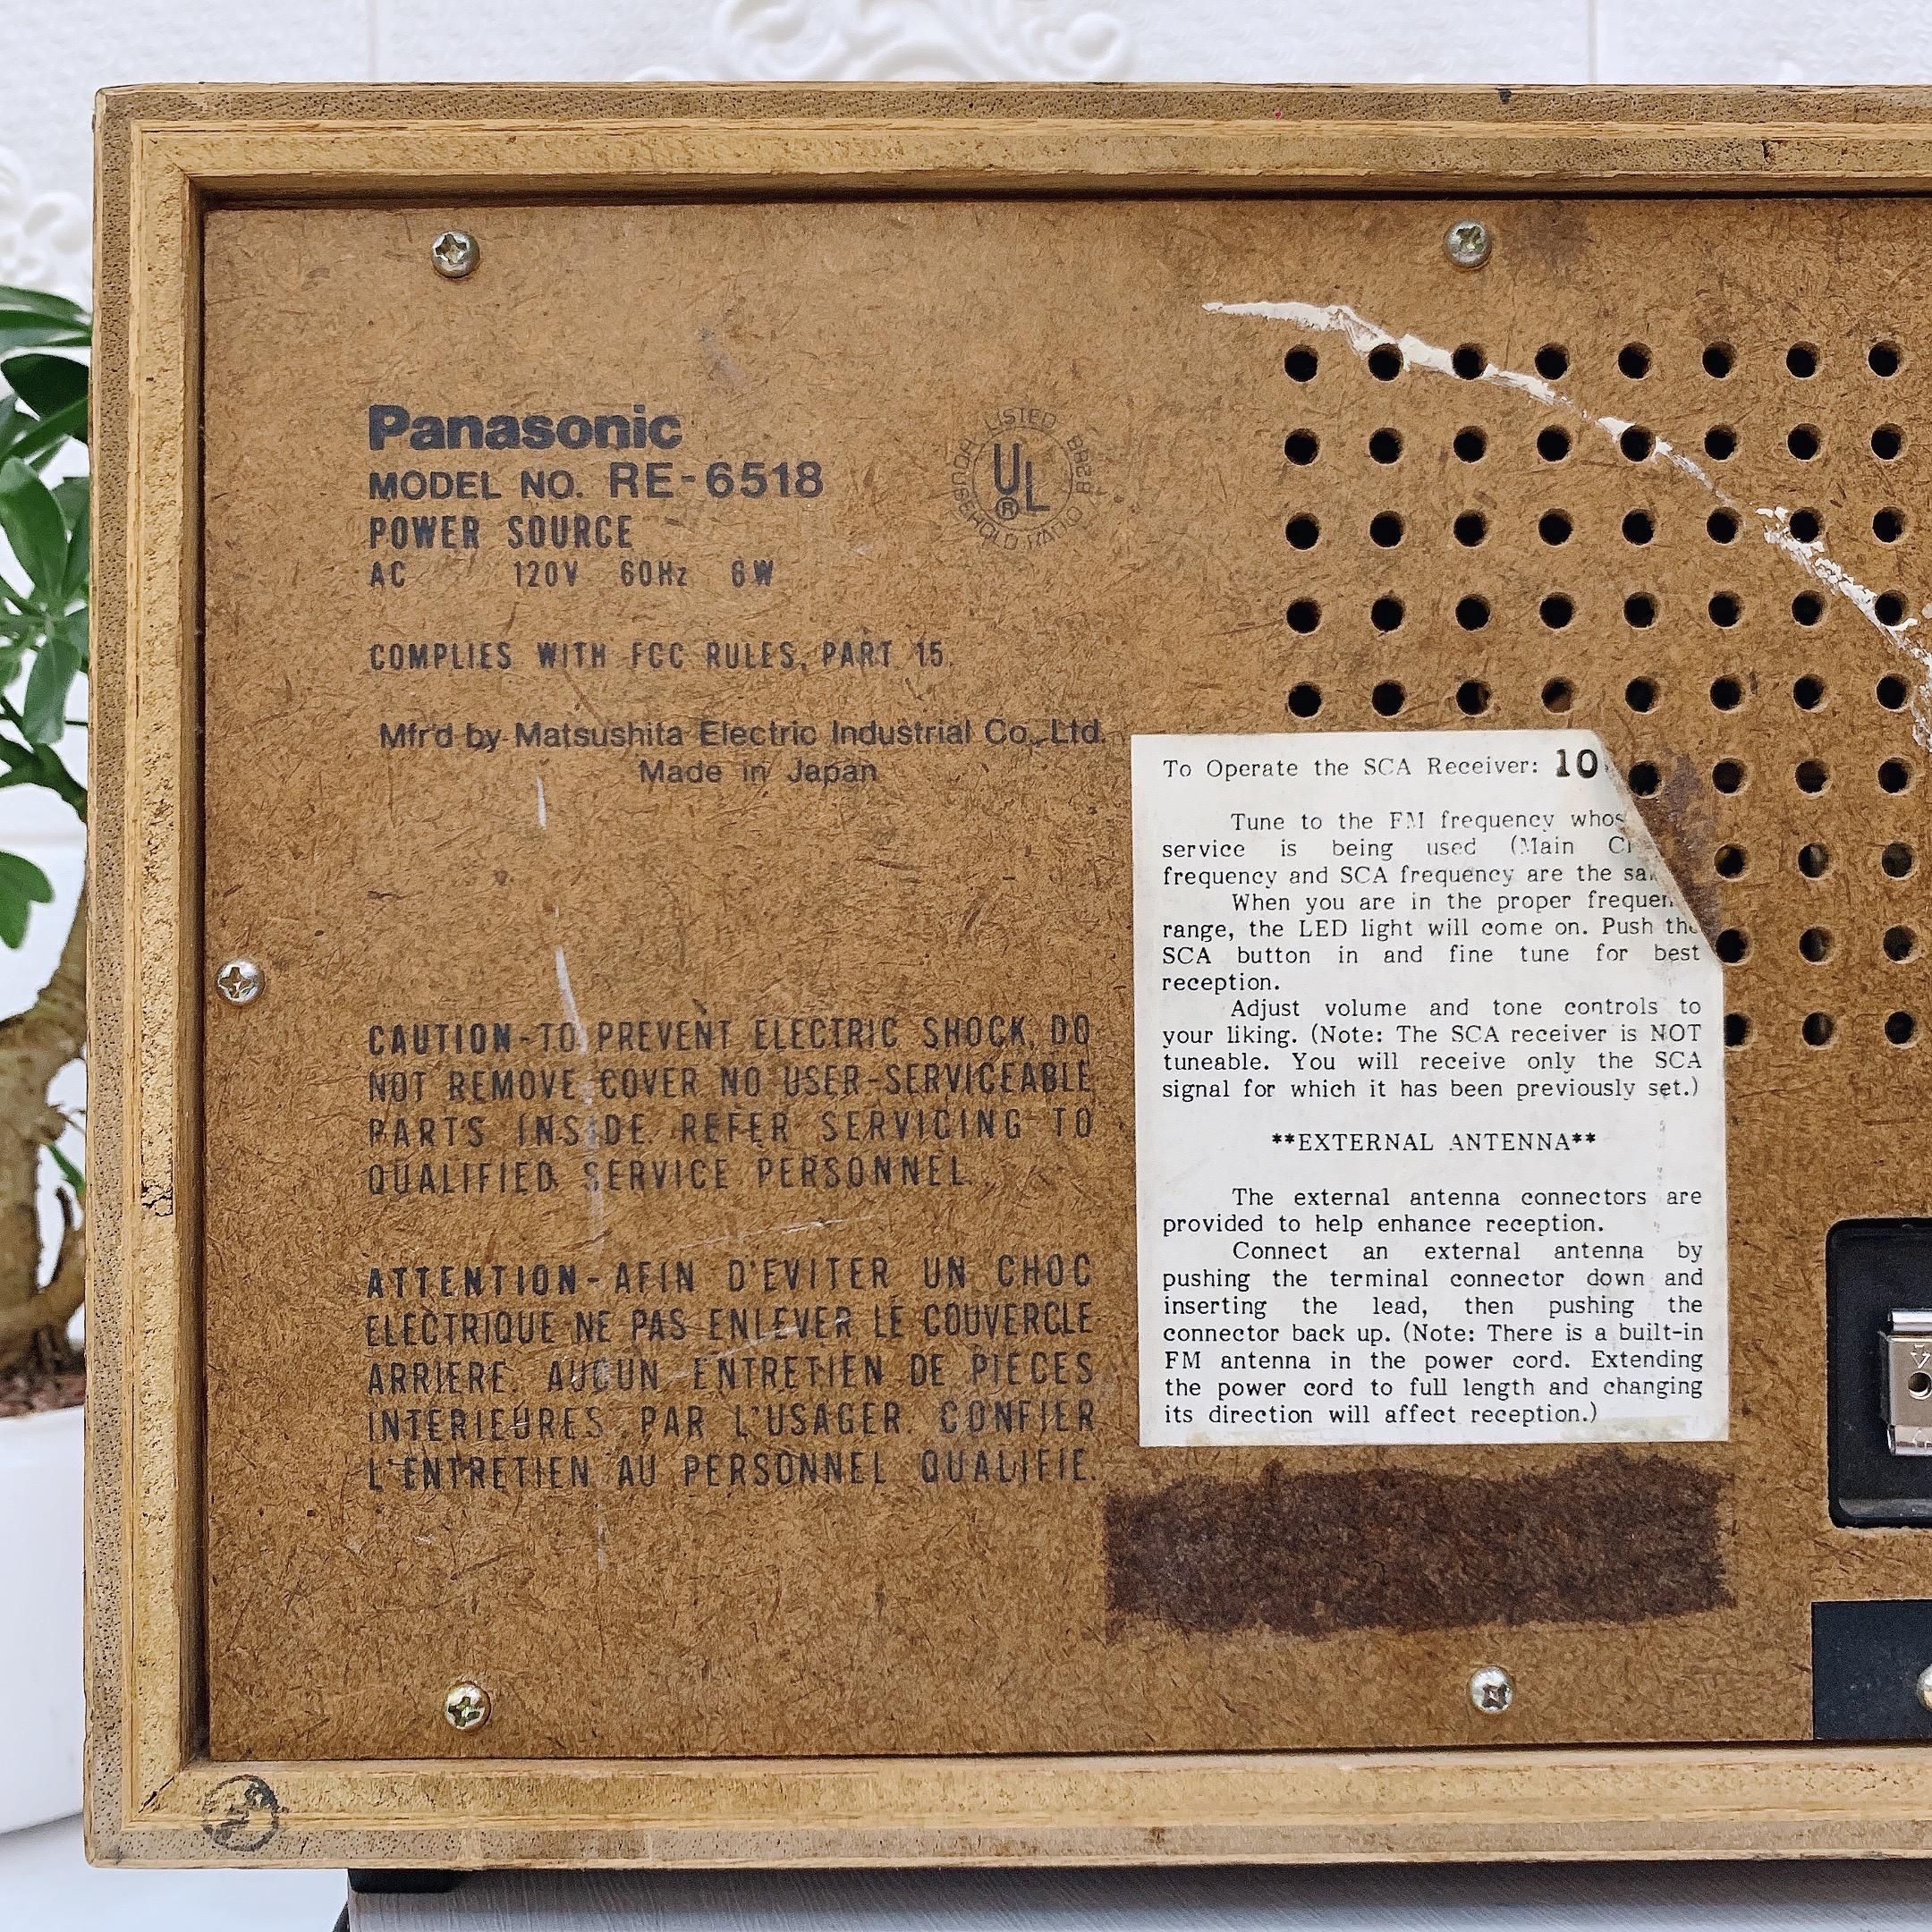 Panasonic
MODEL NO. RE-6518
POWER SOURCE
AC 120V 60Hz 6W
LISTED
UL
®
HOUSEHOLD RADIO
COMPLIES WITH FCC RULES, PART 15.
Mfr'd by Matsushita Electric Industrial Co., Ltd.
Made in Japan
CAUTION-TO PREVENT ELECTRIC SHOCK, DO
NOT REMOVE COVER NO USER-SERVICEABLE
PARTS INSIDE. REFER SERVICING TO
QUALIFIED SERVICE PERSONNEL.
ATTENTION-AFIN D'EVITER UN CHOC
ELECTRIQUE NE PAS ENLEVER LE COUVERCLE
ARRIERE. AUCUN ENTRETIEN DE PIECES
INTERIEURES PAR L'USAGER. CONFIER
L'ENTRETIEN AU PERSONNEL QUALIFIE.
To Operate the SCA Receiver: 10
Tune to the FM frequency whos
service is being used (Main C
frequency and SCA frequency are the sa
When you are in the proper frequen
range, the LED light will come on. Push the
SCA button in and fine tune for best
reception.
Adjust volume and tone controls to
your liking. (Note: The SCA receiver is NOT
tuneable. You will receive only the SCA
signal for which it has been previously set.)
**EXTERNAL ANTENNA**
The external antenna connectors are
provided to help enhance reception.
Connect an external antenna by
pushing the terminal connector down and
inserting the lead, then pushing the
connector back up. (Note: There is a built-in
FM antenna in the power cord. Extending
the power cord to full length and changing
its direction will affect reception.)